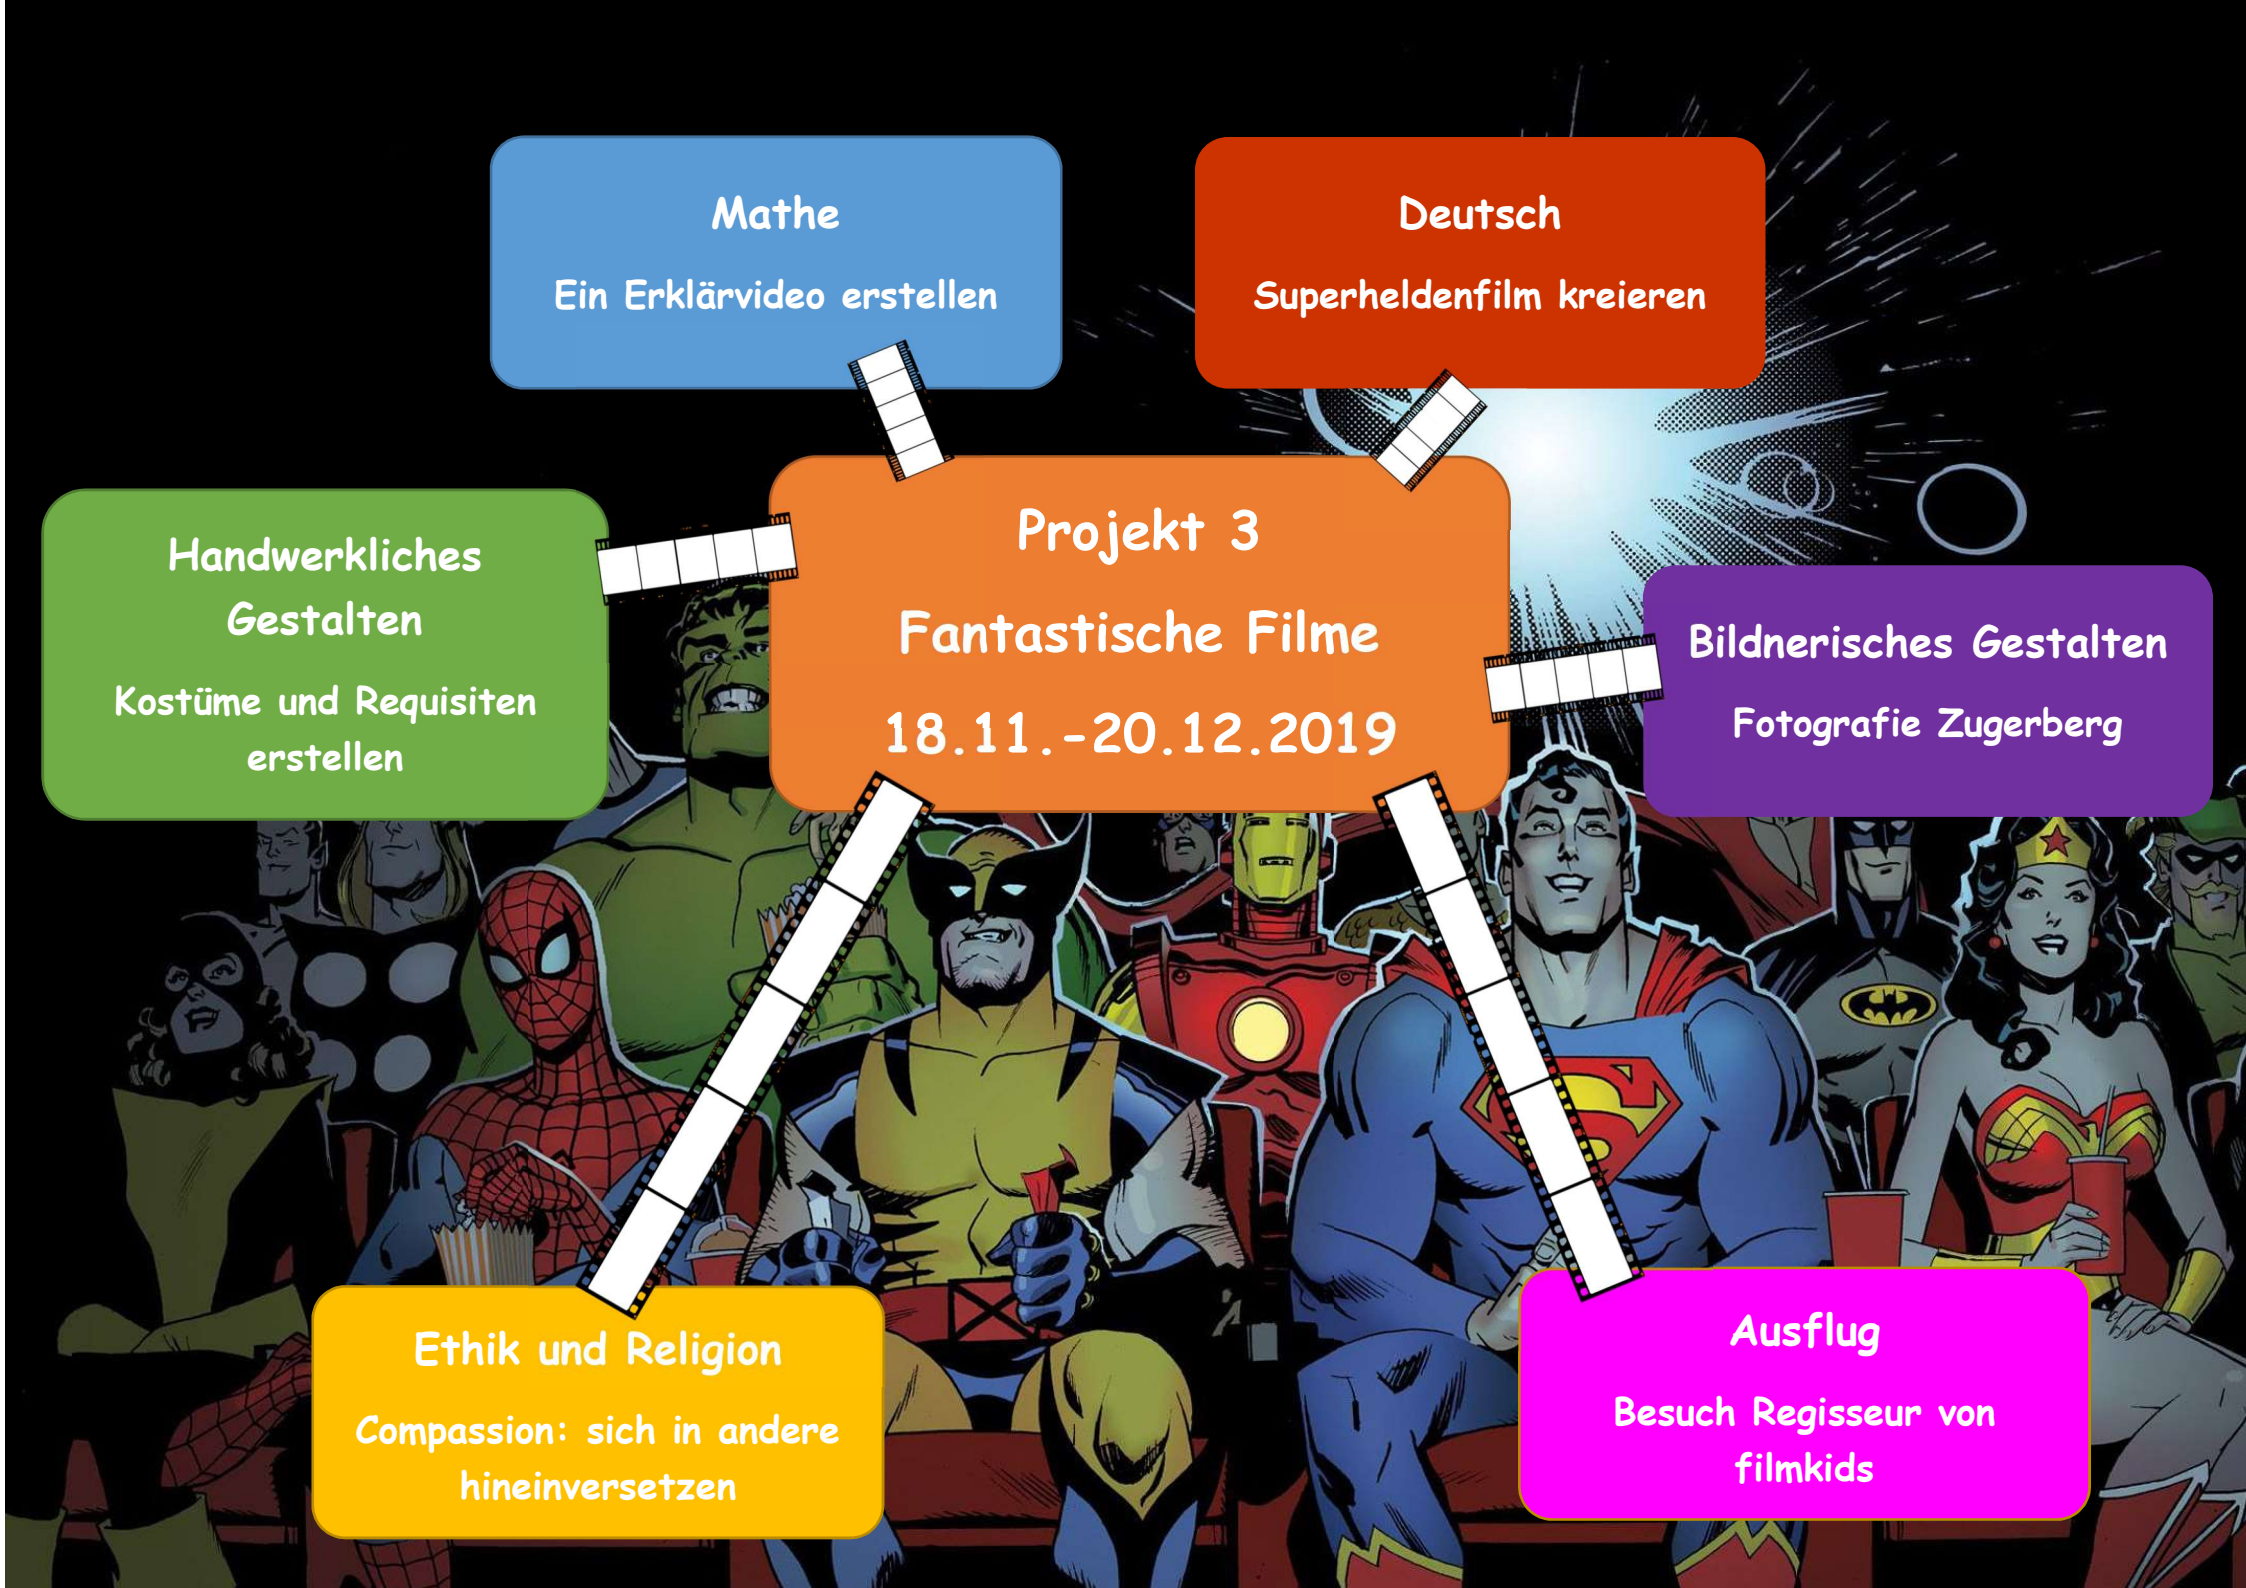 Mathe
Ein Erklärvideo erstellen
Deutsch
Superheldenfilm kreieren
Handwerkliches
Gestalten
Kostüme und Requisiten
erstellen
Projekt 3
Fantastische Filme
18.11.-20.12.2019
Bildnerisches Gestalten
Fotografie Zugerberg
Ethik und Religion
Compassion: sich in andere
hineinversetzen
Ausflug
Besuch Regisseur von
filmkids